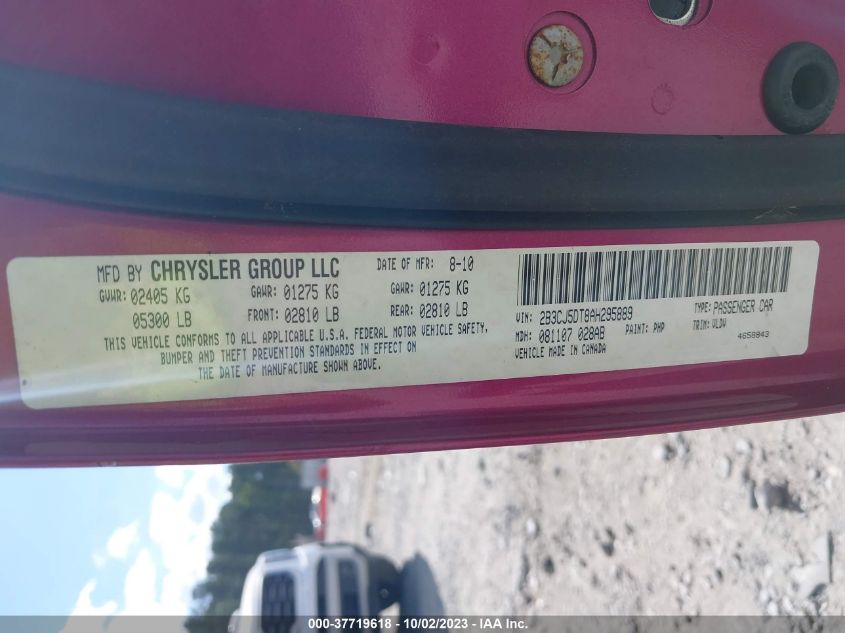 MFD BY CHRYSLER GROUP LLC DATE OF MFR: 8-10
GVWR: 02405 KG GAWR: 01275 KG GAWR: 01275 KG
05300 LB FRONT: 02810 LB REAR: 02810 LB
THIS VEHICLE CONFORMS TO ALL APPLICABLE U.S.A. FEDERAL MOTOR VEHICLE SAFETY,
BUMPER AND THEFT PREVENTION STANDARDS IN EFFECT ON
THE DATE OF MANUFACTURE SHOWN ABOVE.
VIN: 2B3CJ5DT8AH295889 TYPE: PASSENGER CAR
MDH: 081107 028AB PAINT: PHP TRIM: VLDV
VEHICLE MADE IN CANADA 4658843
000-37719618 - 10/02/2023 - IAA Inc.